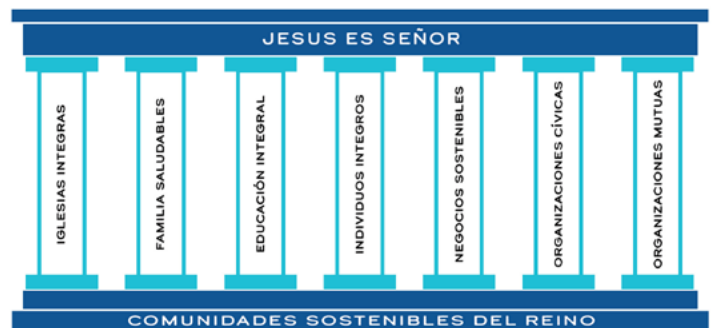 JESUS ES SEÑOR
IGLESIAS INTEGRAS
FAMILIA SALUDABLES
EDUCACIÓN INTEGRAL
INDIVIDUOS INTEGROS
NEGOCIOS SOSTENIBLES
ORGANIZACIONES CÍVICAS
ORGANIZACIONES MUTUAS
COMUNIDADES SOSTENIBLES DEL REINO